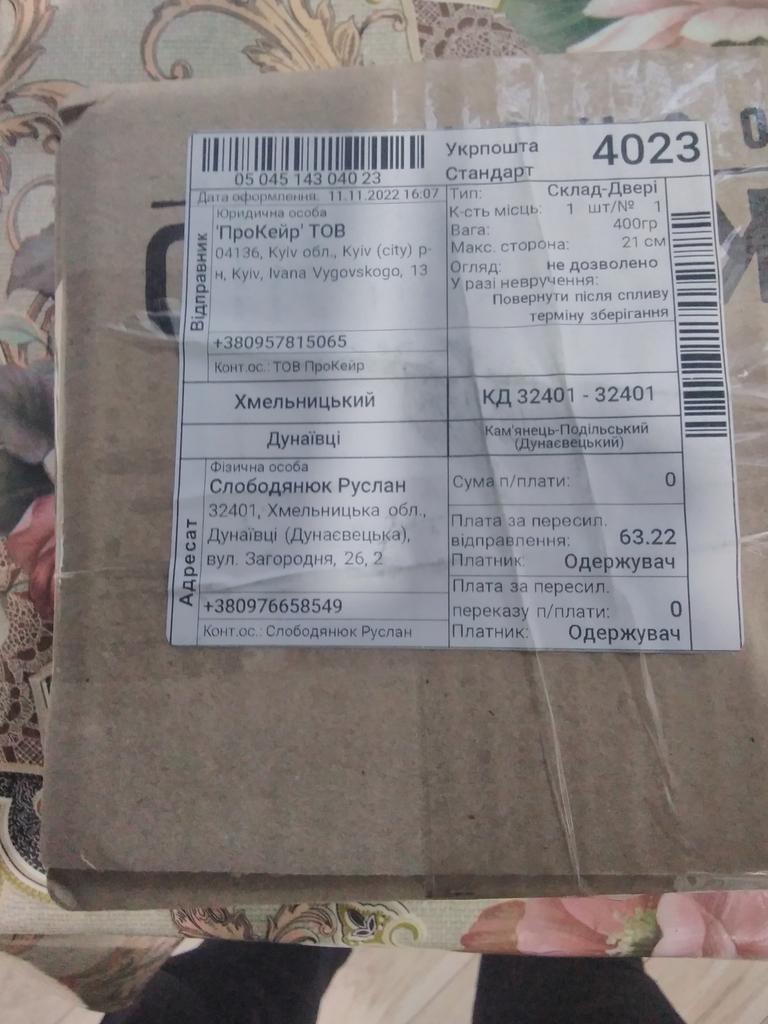 05 045 143 040 23
Укрпошта
Стандарт
4023
Дата оформлення: 11.11.2022 16:07
Відправник
Юридична особа
'ПроКейр' ТОВ
04136, Kyiv обл., Kyiv (city) р-
н, Kyiv, Ivana Vygovskogo, 13
+380957815065
Конт.ос.: ТОВ ПроКейр
Тип: Склад-Двері
К-сть місць: 1 шт/№ 1
Вага: 400гр
Макс. сторона: 21 см
Огляд: не дозволено
У разі невручення:
Повернути після спливу
терміну зберігання
Хмельницький
КД 32401 - 32401
Дунаївці
Кам'янець-Подільський
(Дунаєвецький)
Адресат
Фізична особа
Слободянюк Руслан
32401, Хмельницька обл.,
Дунаївці (Дунаєвецька),
вул. Загородня, 26, 2
+380976658549
Конт.ос.: Слободянюк Руслан
Сума п/плати: 0
Плата за пересил.
відправлення: 63.22
Платник: Одержувач
Плата за пересил.
переказу п/плати: 0
Платник: Одержувач